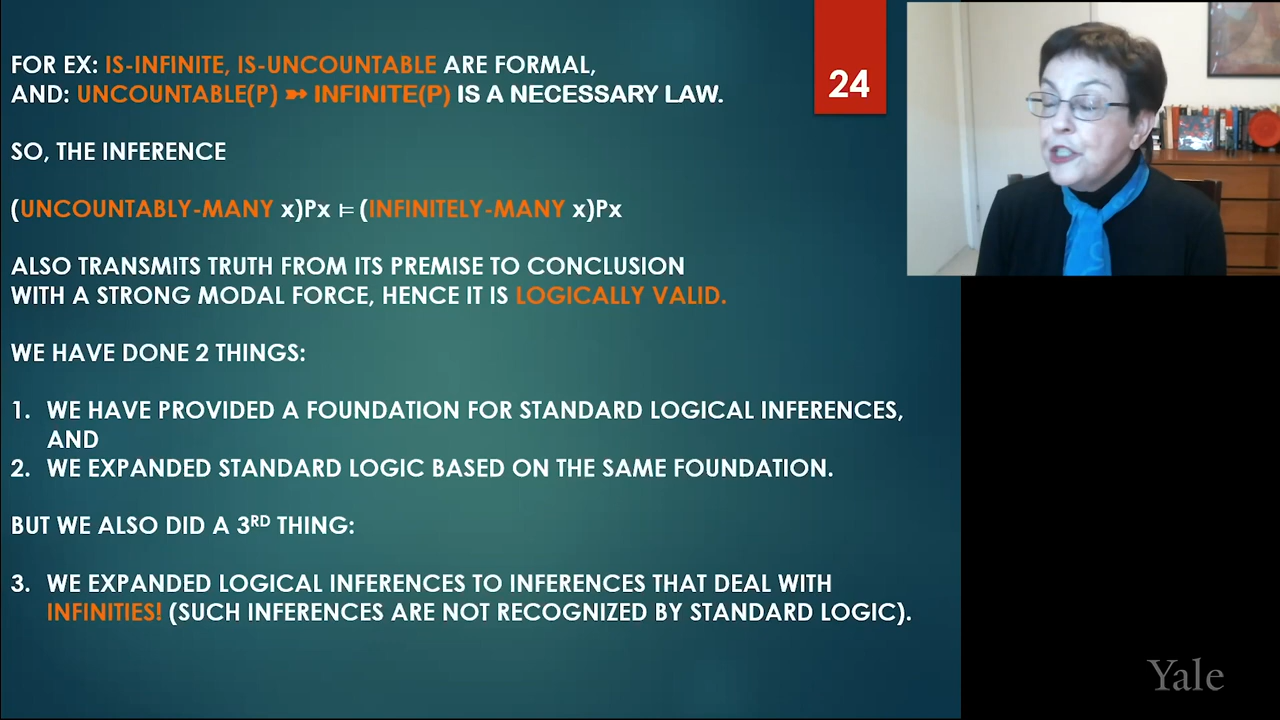 FOR EX: IS-INFINITE, IS-UNCOUNTABLE ARE FORMAL,
AND: UNCOUNTABLE(P) ➳ INFINITE(P) IS A NECESSARY LAW.
24
SO, THE INFERENCE
(UNCOUNTABLY-MANY x)Px ⊨ (INFINITELY-MANY x)Px
ALSO TRANSMITS TRUTH FROM ITS PREMISE TO CONCLUSION
WITH A STRONG MODAL FORCE, HENCE IT IS LOGICALLY VALID.
WE HAVE DONE 2 THINGS:
1. WE HAVE PROVIDED A FOUNDATION FOR STANDARD LOGICAL INFERENCES,
AND
2. WE EXPANDED STANDARD LOGIC BASED ON THE SAME FOUNDATION.
BUT WE ALSO DID A 3RD THING:
3. WE EXPANDED LOGICAL INFERENCES TO INFERENCES THAT DEAL WITH
INFINITIES! (SUCH INFERENCES ARE NOT RECOGNIZED BY STANDARD LOGIC).
Yale